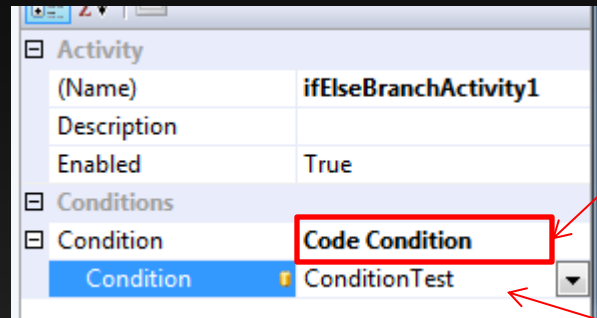 Activity
(Name) ifElseBranchActivity1
Description
Enabled True
Conditions
Condition Code Condition
Condition ConditionTest